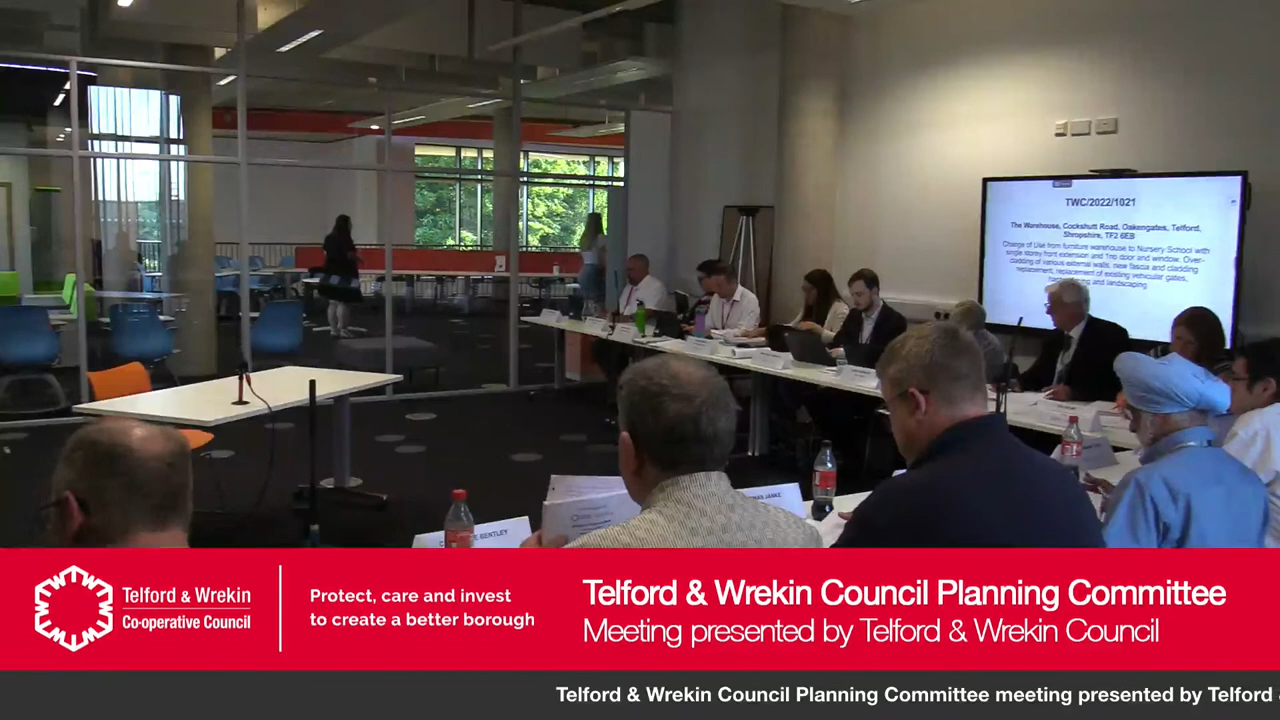 TWC/2022/1021
The Warehouse, Cockshutt Road, Oakengates, Telford,
Shropshire, TF2 6EB
Change of Use from furniture warehouse to Nursery School with
single storey front extension and 1no door and window. Over-
cladding of various external walls, new fascia and cladding
replacement, replacement of existing vehicular gates,
and landscaping.
BENTLEY
JANKE
Telford & Wrekin
Co-operative Council
Protect, care and invest
to create a better borough
Telford & Wrekin Council Planning Committee
Meeting presented by Telford & Wrekin Council
Telford & Wrekin Council Planning Committee meeting presented by Telford